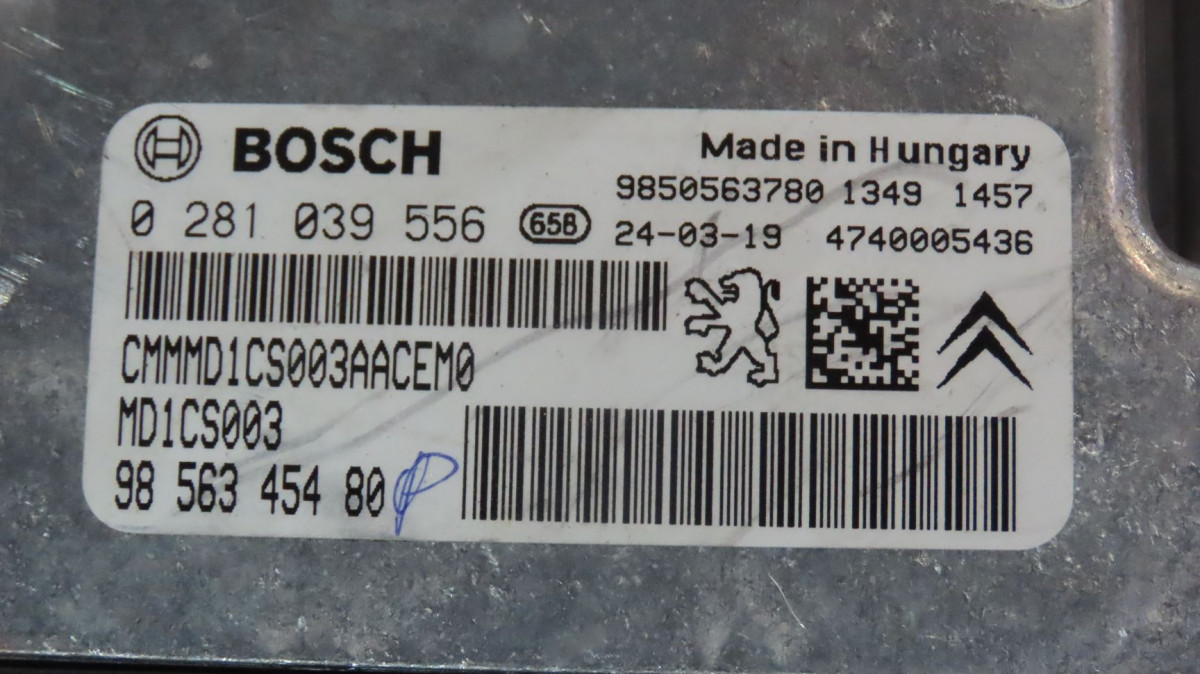 BOSCH
Made in Hungary
9850563780 1349 1457
0 281 039 556 658
24-03-19 4740005436
CMMMD1CS003AACEM0
MD1CS003
98 563 454 80